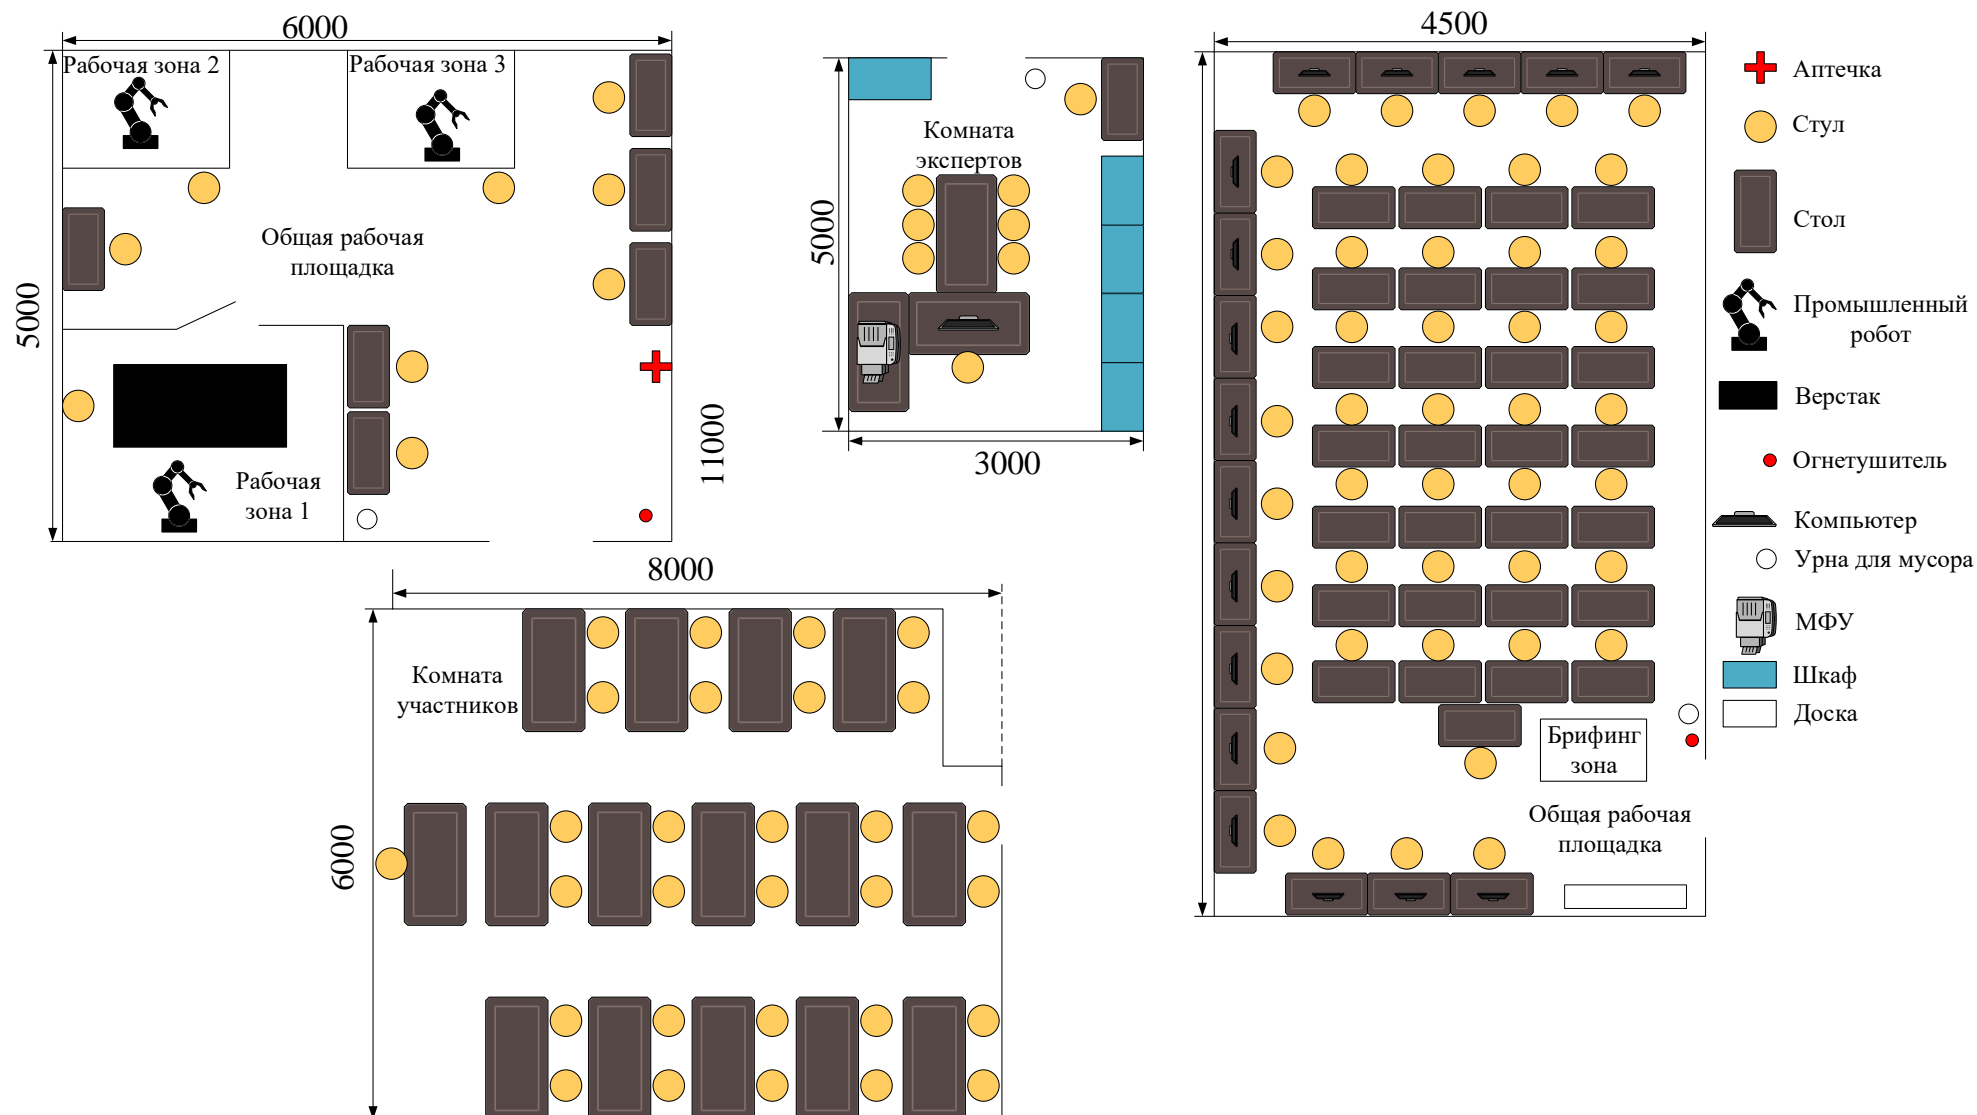 6000
Рабочая зона 2
Рабочая зона 3
Общая рабочая
площадка
5000
Рабочая
зона 1
Комната
экспертов
5000
3000
8000
Комната
участников
6000
4500
11000
Брифинг
зона
Общая рабочая
площадка
Аптечка
Стул
Стол
Промышленный
робот
Верстак
Огнетушитель
Компьютер
Урна для мусора
МФУ
Шкаф
Доска